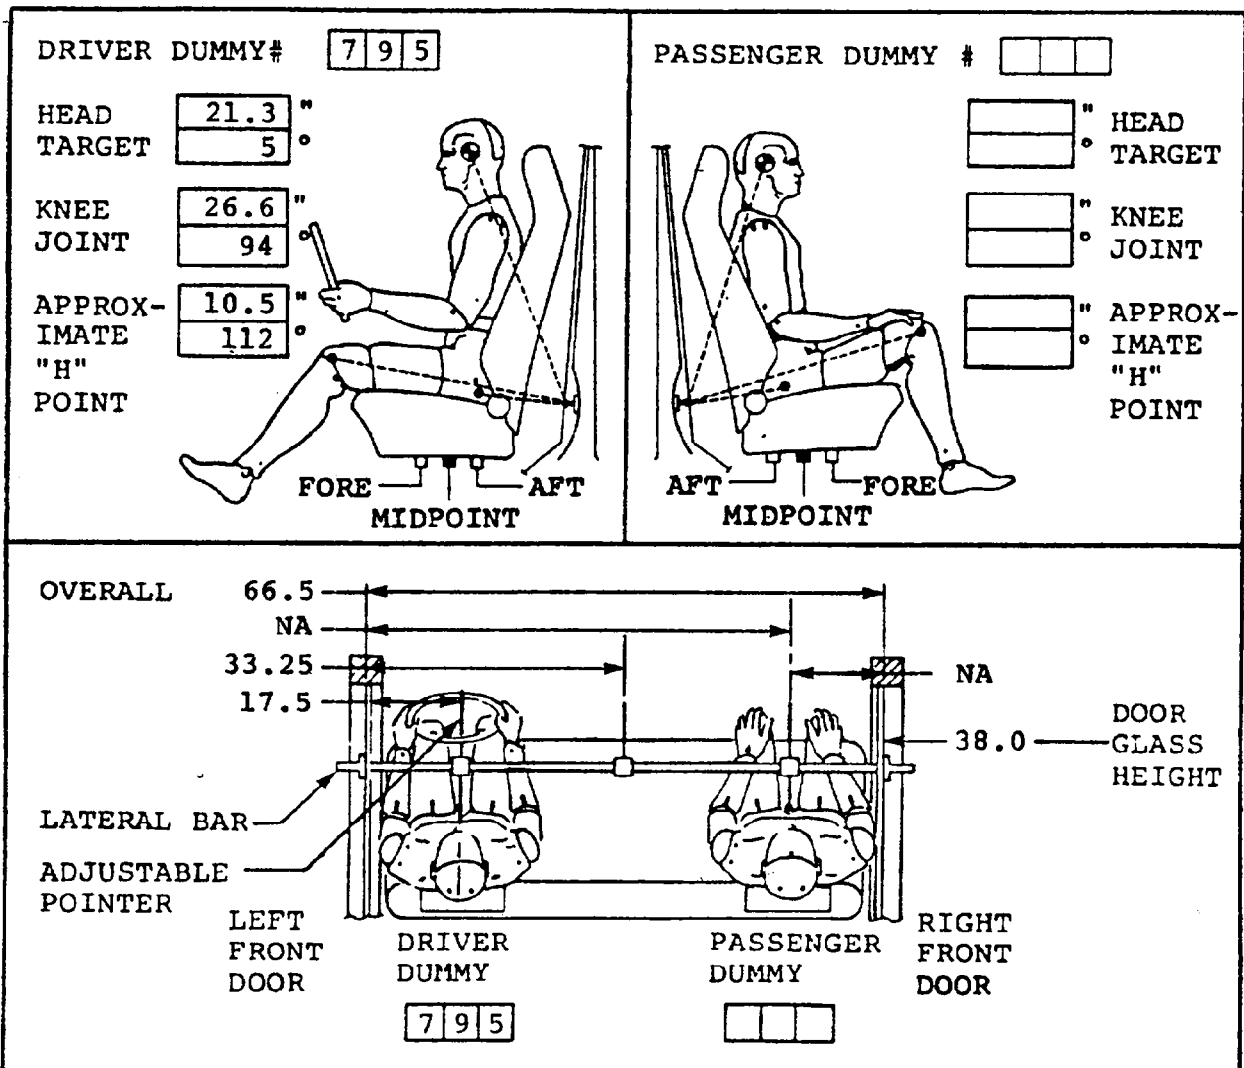 DRIVER DUMMY# 7 9 5
HEAD TARGET 21.3 "
5 °
KNEE JOINT 26.6 "
94 °
APPROX-IMATE "H" POINT 10.5 "
112 °
FORE
AFT
MIDPOINT
PASSENGER DUMMY #
" HEAD
° TARGET
" KNEE
° JOINT
" APPROX-
° IMATE
"H"
POINT
AFT
FORE
MIDPOINT
OVERALL 66.5
NA
33.25
NA
17.5
38.0
DOOR
GLASS
HEIGHT
LATERAL BAR
ADJUSTABLE
POINTER
LEFT
FRONT
DOOR
DRIVER
DUMMY
7 9 5
PASSENGER
DUMMY
RIGHT
FRONT
DOOR